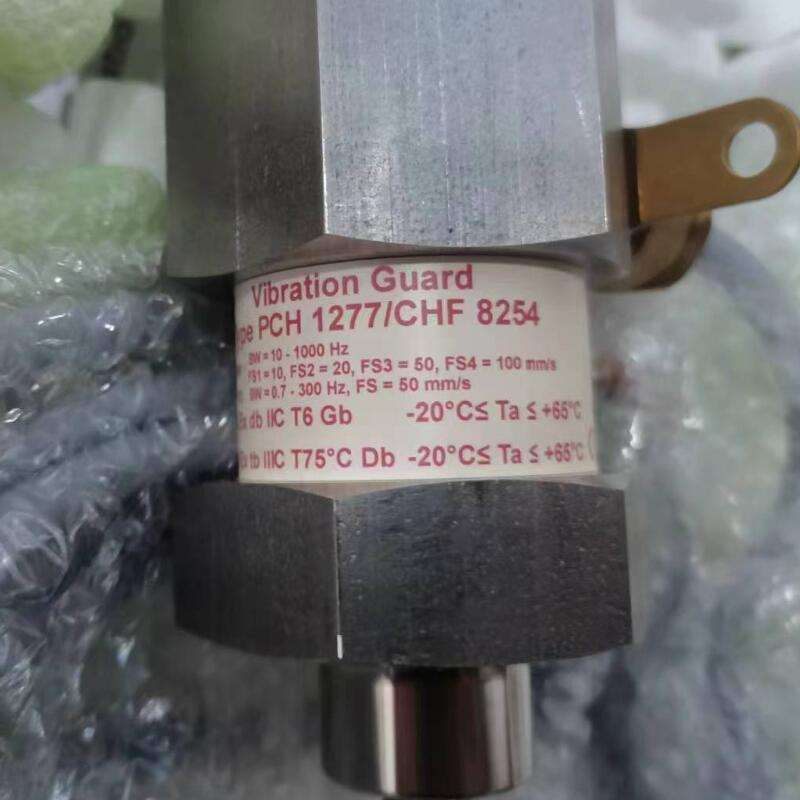 Vibration Guard
PCH 1277/CHF 8254
BW = 10 - 1000 Hz
FS1 = 10, FS2 = 20, FS3 = 50, FS4 = 100 mm/s
BW = 0.7 - 300 Hz, FS = 50 mm/s
db IIC T6 Gb -20°C≤ Ta ≤ +65°C
tb IIIC T75°C Db -20°C≤ Ta ≤ +65°C